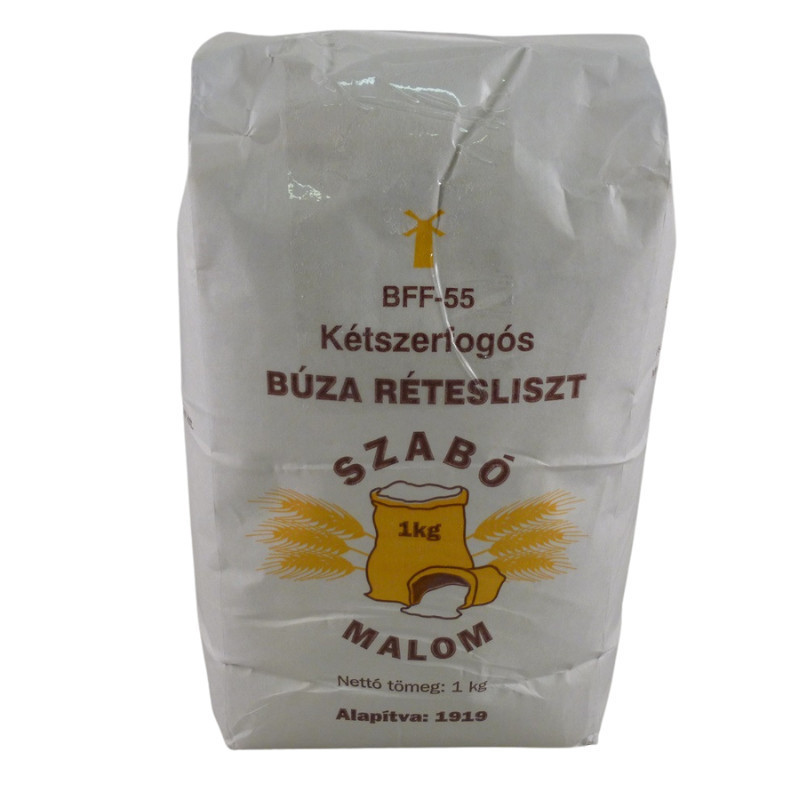 BFF-55
Kétszerfogós
BÚZA RÉTESLISZT
SZABÓ
1kg
MALOM
Nettó tömeg: 1 kg
Alapítva: 1919